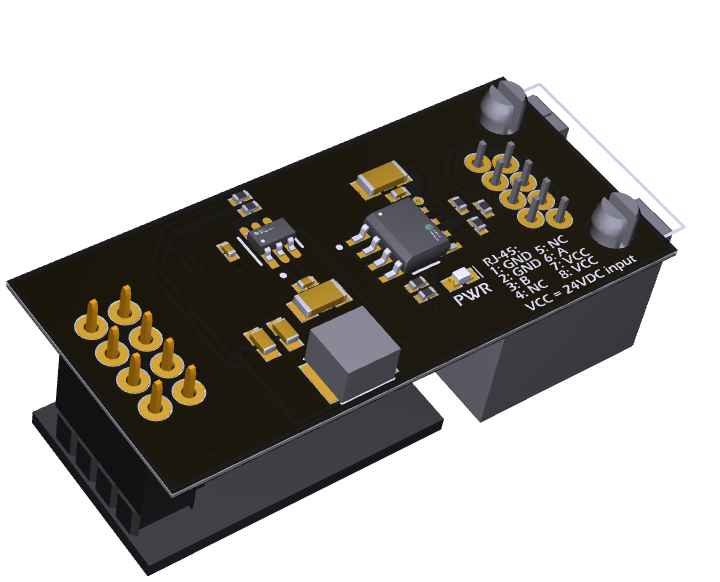 RJ-45:
1: GND 5: NC
2: GND 6: A
3: B 7: VCC
4: NC 8: VCC
VCC = 24VDC input
PWR